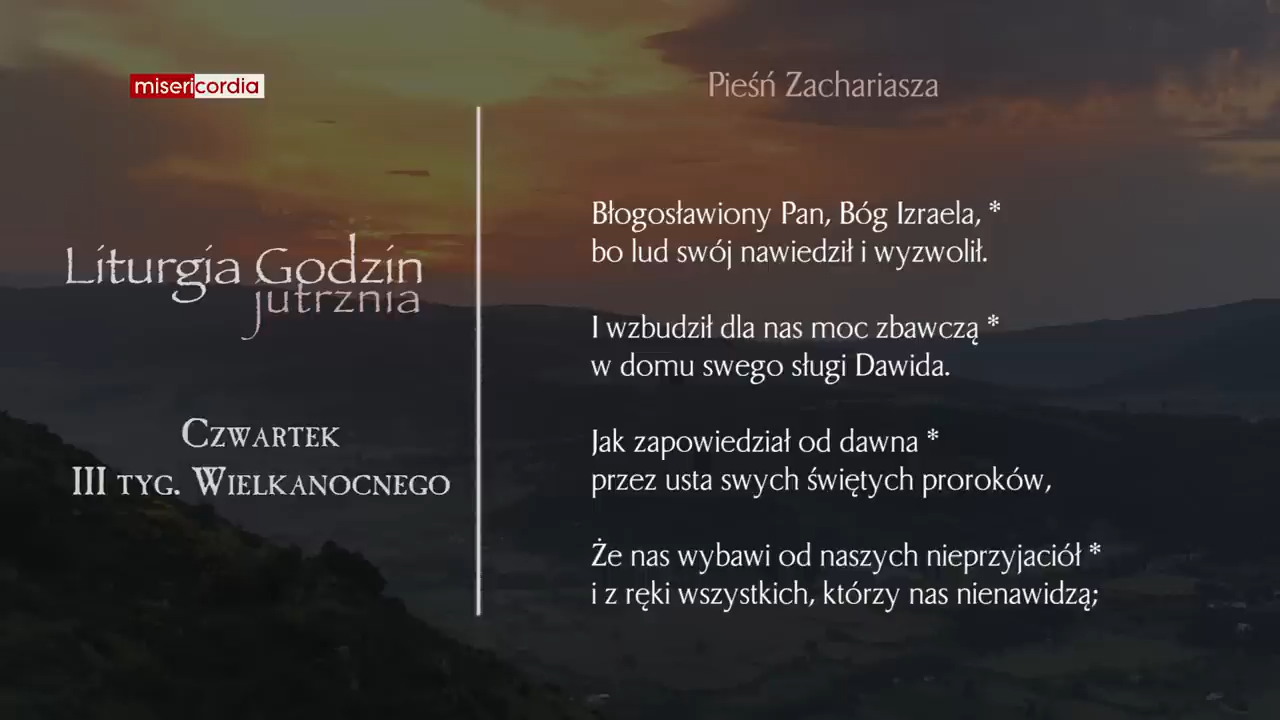 misericordia
Liturgia Godzin
jutrznia
Czwartek
III tyg. Wielkanocnego
Pieśń Zachariasza
Błogosławiony Pan, Bóg Izraela, *
bo lud swój nawiedził i wyzwolił.
I wzbudził dla nas moc zbawczą *
w domu swego sługi Dawida.
Jak zapowiedział od dawna *
przez usta swych świętych proroków,
Że nas wybawi od naszych nieprzyjaciół *
i z ręki wszystkich, którzy nas nienawidzą;